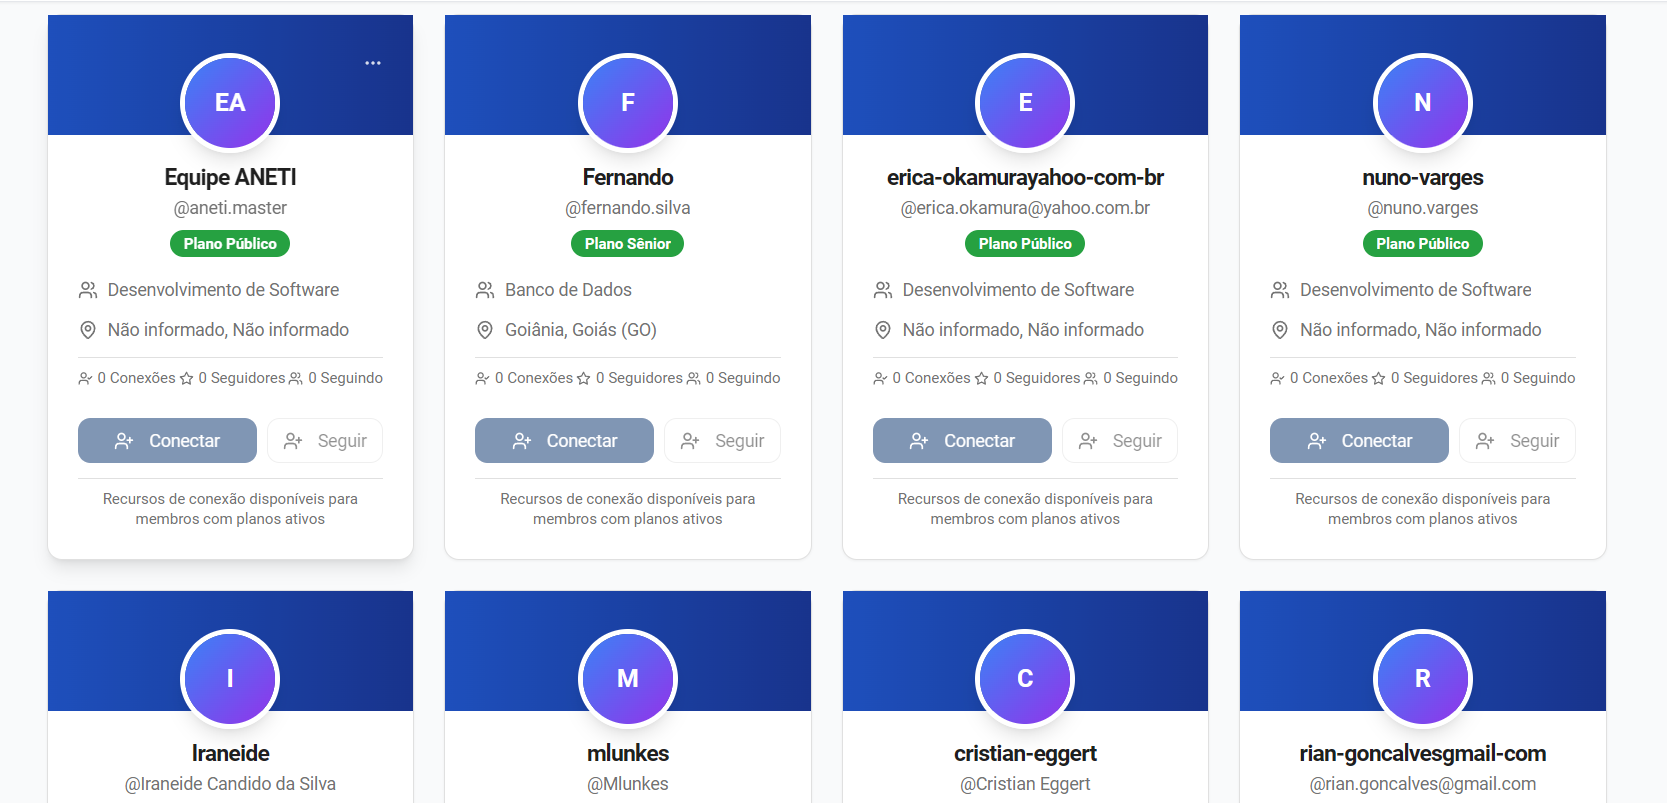 EA
Equipe ANETI
@aneti.master
Plano Público
Desenvolvimento de Software
Não informado, Não informado
0 Conexões 0 Seguidores 0 Seguindo
Conectar Seguir
Recursos de conexão disponíveis para
membros com planos ativos
F
Fernando
@fernando.silva
Plano Sênior
Banco de Dados
Goiânia, Goiás (GO)
0 Conexões 0 Seguidores 0 Seguindo
Conectar Seguir
Recursos de conexão disponíveis para
membros com planos ativos
E
erica-okamurayahoo-com-br
@erica.okamura@yahoo.com.br
Plano Público
Desenvolvimento de Software
Não informado, Não informado
0 Conexões 0 Seguidores 0 Seguindo
Conectar Seguir
Recursos de conexão disponíveis para
membros com planos ativos
N
nuno-varges
@nuno.varges
Plano Público
Desenvolvimento de Software
Não informado, Não informado
0 Conexões 0 Seguidores 0 Seguindo
Conectar Seguir
Recursos de conexão disponíveis para
membros com planos ativos
I
Iraneide
@Iraneide Candido da Silva
M
mlunkes
@Mlunkes
C
cristian-eggert
@Cristian Eggert
R
rian-goncalvesgmail-com
@rian.goncalves@gmail.com